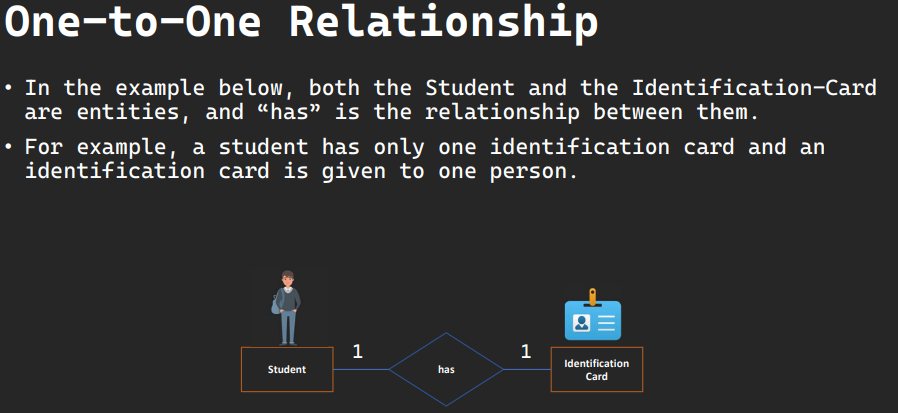 One-to-One Relationship
• In the example below, both the Student and the Identification-Card
are entities, and “has” is the relationship between them.
• For example, a student has only one identification card and an
identification card is given to one person.
1
1
Student
has
Identification
Card